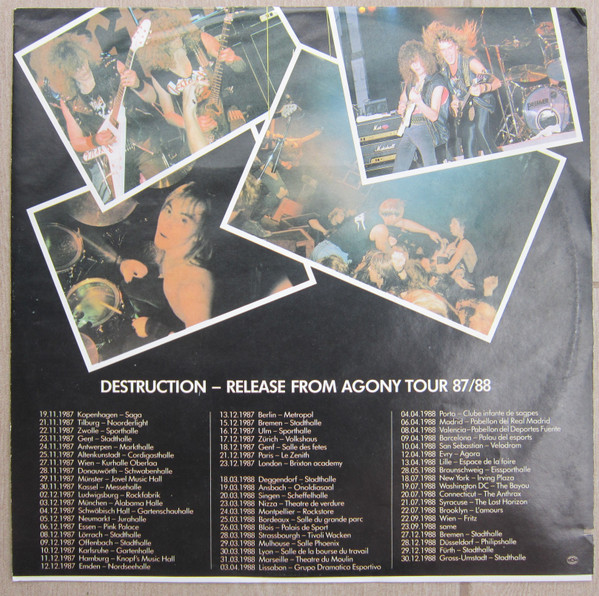 Marshall
DESTRUCTION – RELEASE FROM AGONY TOUR 87/88
19.11.1987 Kopenhagen – Saga
21.11.1987 Tilburg – Noorderlight
22.11.1987 Zwolle – Sporthalle
23.11.1987 Genf – Stadthalle
24.11.1987 Antwerpen – Markthalle
25.11.1987 Altenkunstadt – Cordigasthalle
27.11.1987 Wien – Kurhalle Oberlaa
28.11.1987 Donauwörth – Schwabenhalle
29.11.1987 Münster – Jovel Music Hall
30.11.1987 Kassel – Messehalle
02.12.1987 Ludwigsburg – Rockfabrik
03.12.1987 München – Alabama Halle
04.12.1987 Schwäbisch Hall – Gartenschauhalle
05.12.1987 Neumarkt – Jurahalle
06.12.1987 Essen – Pink Palace
08.12.1987 Lörrach – Stadthalle
09.12.1987 Offenbach – Stadthalle
10.12.1987 Karlsruhe – Gartenhalle
11.12.1987 Hamburg – Knopf's Music Hall
12.12.1987 Emden – Nordseehalle
13.12.1987 Berlin – Metropol
15.12.1987 Bremen – Stadthalle
16.12.1987 Ulm – Sporthalle
17.12.1987 Zürich – Volkshaus
18.12.1987 Genf – Salle des fetes
21.12.1987 Paris – Le Zenith
23.12.1987 London – Brixton academy
18.03.1988 Deggendorf – Stadthalle
19.03.1988 Ansbach – Onoldiasaal
20.03.1988 Singen – Scheffelhalle
23.03.1988 Nizza – Theatre de verdure
24.03.1988 Montpellier – Rockstore
25.03.1988 Bordeaux – Salle du grande parc
26.03.1988 Blois – Palais de Sport
28.03.1988 Strassbourgh – Tivoli Wacken
29.03.1988 Mulhouse – Salle Phoenix
30.03.1988 Lyon – Salle de la bourse du travail
31.03.1988 Marseille – Theatre du Moulin
03.04.1988 Lissabon – Grupo Dramatico Esportivo
04.04.1988 Porto – Clube infante de sagpes
06.04.1988 Madrid – Pabellon del Real Madrid
08.04.1988 Valencia – Pabellon del Deportes Fuente
09.04.1988 Barcelona – Palau del esports
10.04.1988 San Sebastian – Velodrom
12.04.1988 Evry – Agora
13.04.1988 Lille – Espace de la foire
28.05.1988 Braunschweig – Eissporthalle
18.07.1988 New York – Irving Plaza
19.07.1988 Washington DC – The Bayou
20.07.1988 Connecticut – The Anthrax
21.07.1988 Syracuse – The Lost Horizon
22.07.1988 Brooklyn – L'amours
22.09.1988 Wien – Fritz
23.09.1988 same
27.12.1988 Bremen – Stadthalle
28.12.1988 Düsseldorf – Philipshalle
29.12.1988 Fürth – Stadthalle
30.12.1988 Gross-Umstadt – Stadthalle